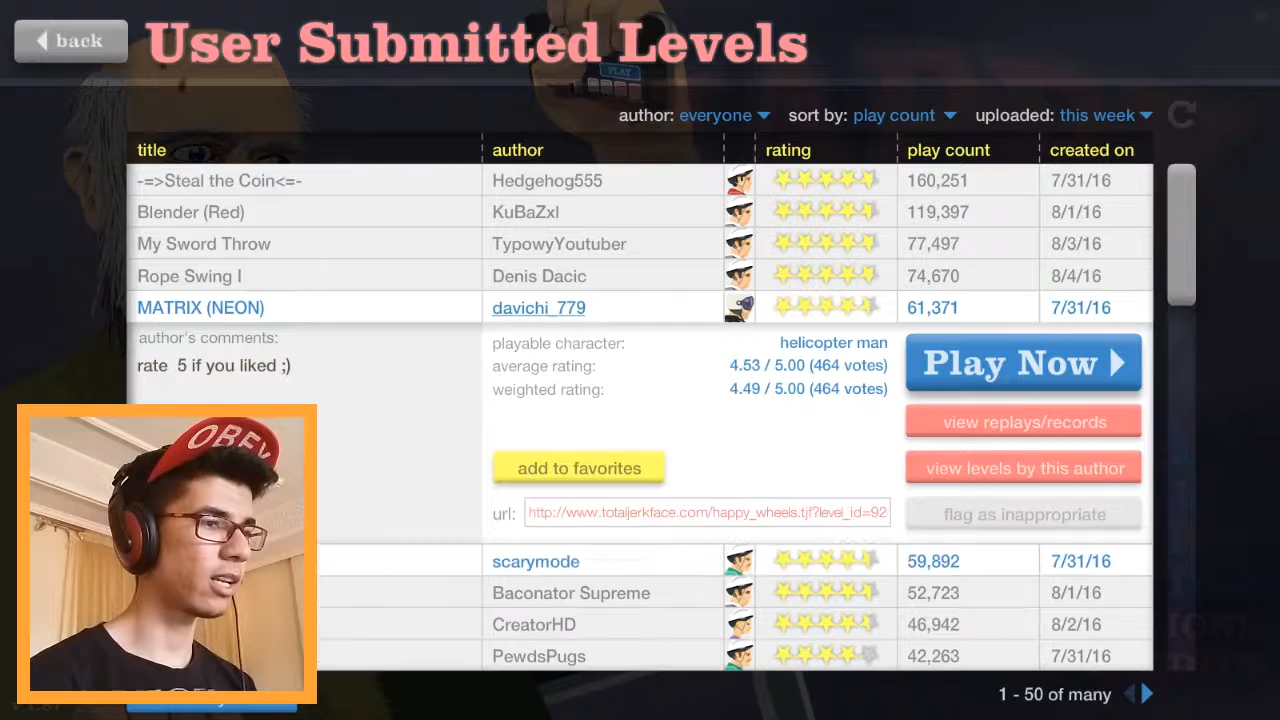 back
User Submitted Levels
PLAY
author: everyone sort by: play count uploaded: this week
title author rating play count created on
-=>Steal the Coin<=- Hedgehog555 160,251 7/31/16
Blender (Red) KuBaZxl 119,397 8/1/16
My Sword Throw TypowyYoutuber 77,497 8/3/16
Rope Swing I Denis Dacic 74,670 8/4/16
MATRIX (NEON) davichi_779 61,371 7/31/16
author's comments:
rate 5 if you liked ;)
playable character: helicopter man
average rating: 4.53 / 5.00 (464 votes)
weighted rating: 4.49 / 5.00 (464 votes)
Play Now
view replays/records
add to favorites
view levels by this author
url: http://www.totaljerkface.com/happy_wheels.tjf?level_id=92
flag as inappropriate
scarymode 59,892 7/31/16
Baconator Supreme 52,723 8/1/16
CreatorHD 46,942 8/2/16
PewdsPugs 42,263 7/31/16
OBEY
1 - 50 of many